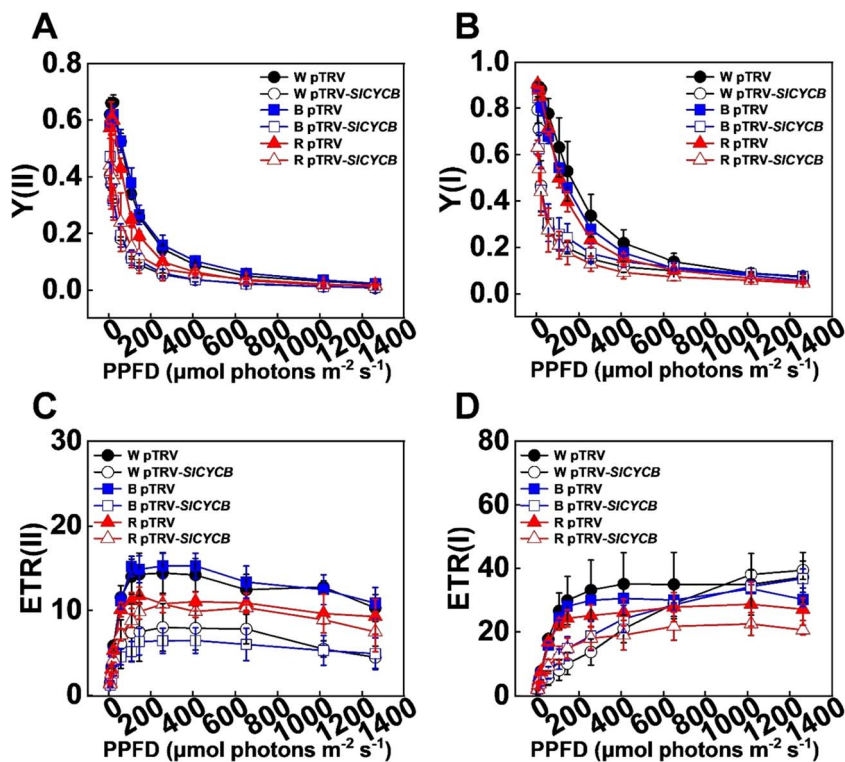 A
0.8
0.6
0.4
0.2
0.0
Y(II)
W pTRV
W pTRV-SlCYCB
B pTRV
B pTRV-SlCYCB
R pTRV
R pTRV-SlCYCB
0 200 400 600 800 1000 1200 1400
PPFD (μmol photons m⁻² s⁻¹)
B
1.0
0.8
0.6
0.4
0.2
0.0
Y(I)
W pTRV
W pTRV-SlCYCB
B pTRV
B pTRV-SlCYCB
R pTRV
R pTRV-SlCYCB
0 200 400 600 800 1000 1200 1400
PPFD (μmol photons m⁻² s⁻¹)
C
30
20
10
0
ETR(II)
W pTRV
W pTRV-SlCYCB
B pTRV
B pTRV-SlCYCB
R pTRV
R pTRV-SlCYCB
0 200 400 600 800 1000 1200 1400
PPFD (μmol photons m⁻² s⁻¹)
D
80
60
40
20
0
ETR(I)
W pTRV
W pTRV-SlCYCB
B pTRV
B pTRV-SlCYCB
R pTRV
R pTRV-SlCYCB
0 200 400 600 800 1000 1200 1400
PPFD (μmol photons m⁻² s⁻¹)